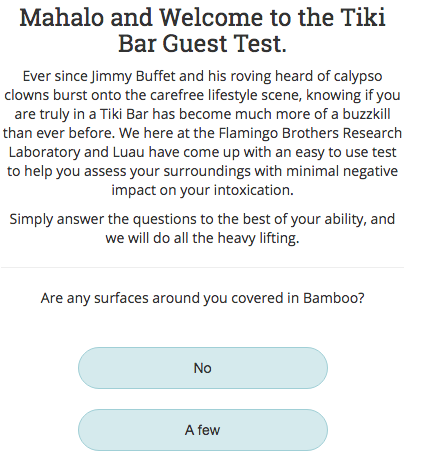 Mahalo and Welcome to the Tiki
Bar Guest Test.
Ever since Jimmy Buffet and his roving heard of calypso
clowns burst onto the carefree lifestyle scene, knowing if you
are truly in a Tiki Bar has become much more of a buzzkill
than ever before. We here at the Flamingo Brothers Research
Laboratory and Luau have come up with an easy to use test
to help you assess your surroundings with minimal negative
impact on your intoxication.
Simply answer the questions to the best of your ability, and
we will do all the heavy lifting.
Are any surfaces around you covered in Bamboo?
No
A few